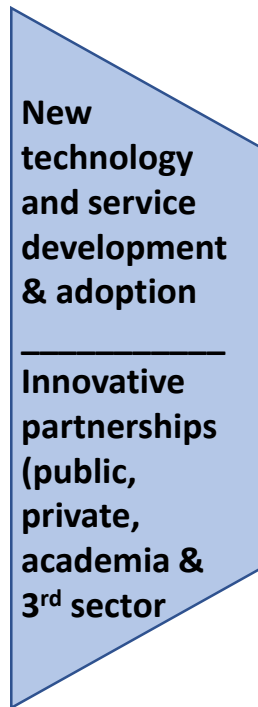 New
technology
and service
development
& adoption
___________
Innovative
partnerships
(public,
private,
academia &
3rd sector